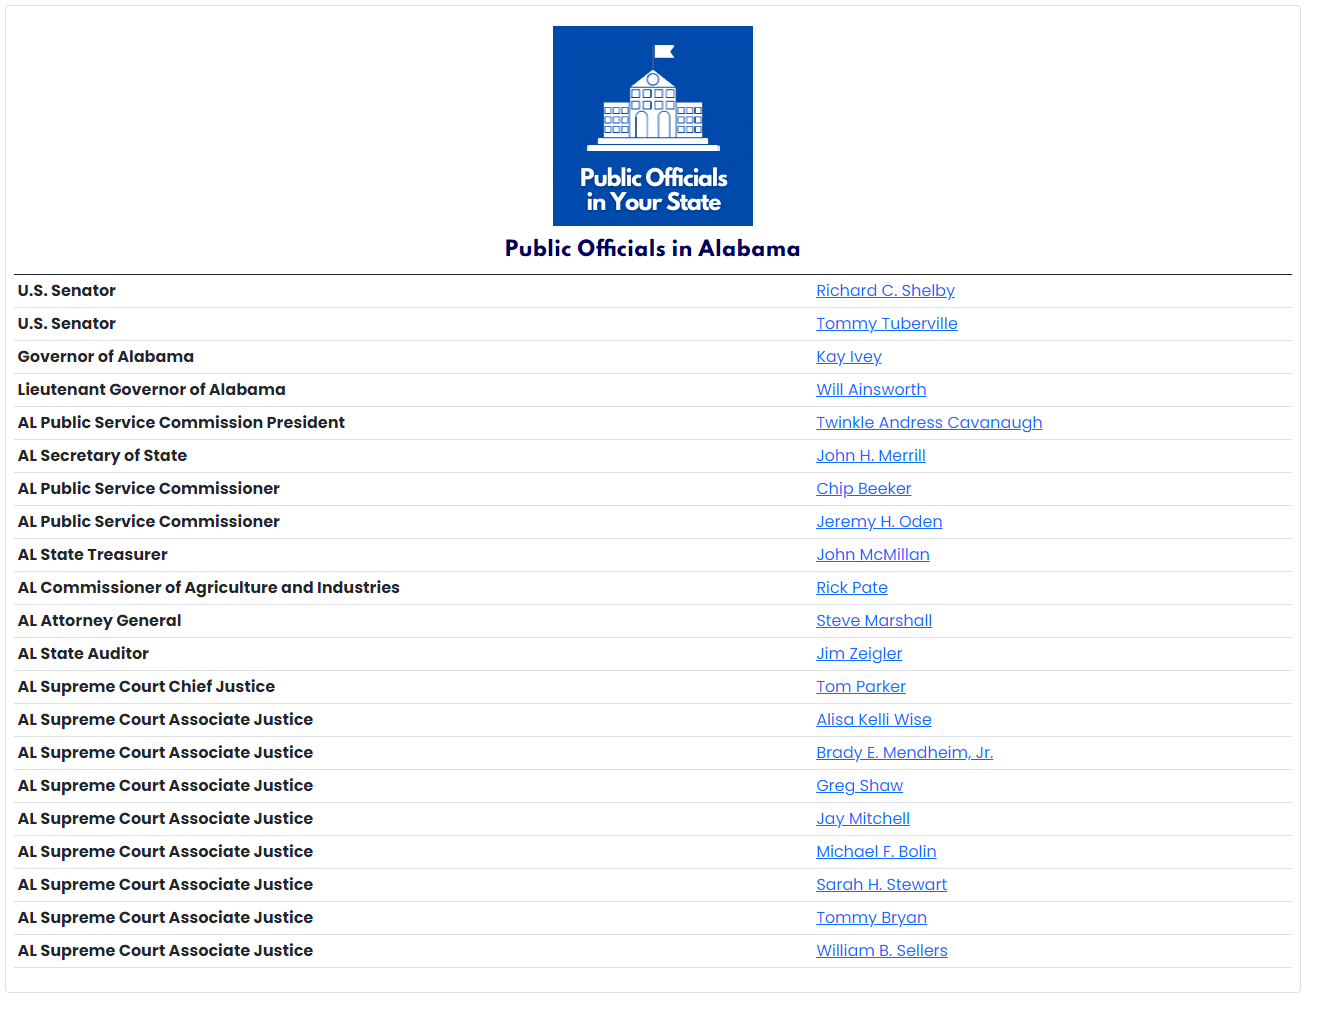 Public Officials
in Your State
Public Officials in Alabama
U.S. Senator Richard C. Shelby
U.S. Senator Tommy Tuberville
Governor of Alabama Kay Ivey
Lieutenant Governor of Alabama Will Ainsworth
AL Public Service Commission President Twinkle Andress Cavanaugh
AL Secretary of State John H. Merrill
AL Public Service Commissioner Chip Beeker
AL Public Service Commissioner Jeremy H. Oden
AL State Treasurer John McMillan
AL Commissioner of Agriculture and Industries Rick Pate
AL Attorney General Steve Marshall
AL State Auditor Jim Zeigler
AL Supreme Court Chief Justice Tom Parker
AL Supreme Court Associate Justice Alisa Kelli Wise
AL Supreme Court Associate Justice Brady E. Mendheim, Jr.
AL Supreme Court Associate Justice Greg Shaw
AL Supreme Court Associate Justice Jay Mitchell
AL Supreme Court Associate Justice Michael F. Bolin
AL Supreme Court Associate Justice Sarah H. Stewart
AL Supreme Court Associate Justice Tommy Bryan
AL Supreme Court Associate Justice William B. Sellers